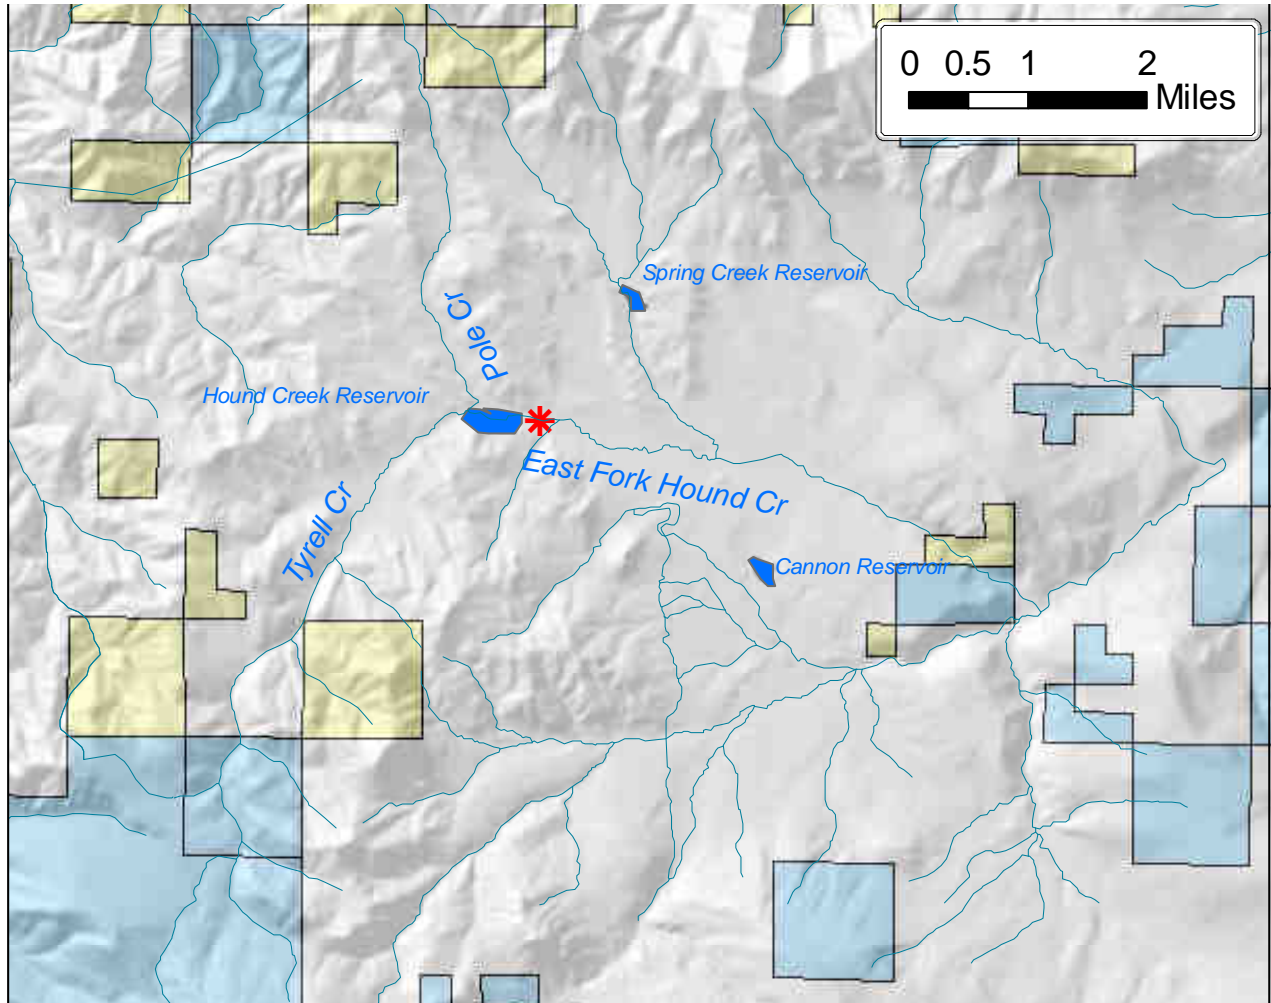 0 0.5 1 2
Miles
Spring Creek Reservoir
Pole Cr
Hound Creek Reservoir
East Fork Hound Cr
Tyrell Cr
Cannon Reservoir